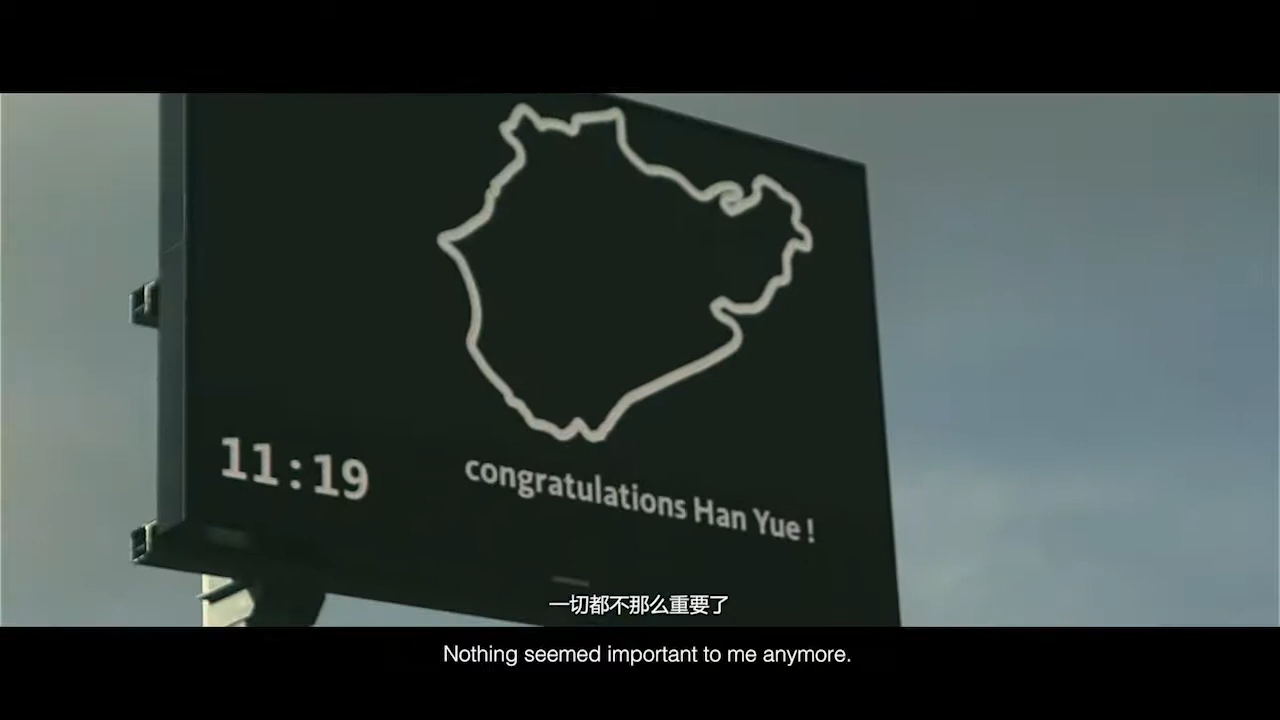 11:19
congratulations Han Yue !
一切都不那么重要了
Nothing seemed important to me anymore.